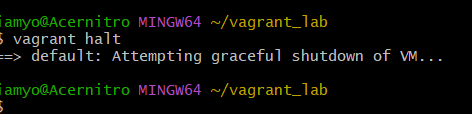 iamyo@Acernitro MINGW64 ~/vagrant_lab
$ vagrant halt
==> default: Attempting graceful shutdown of VM...
iamyo@Acernitro MINGW64 ~/vagrant_lab
$